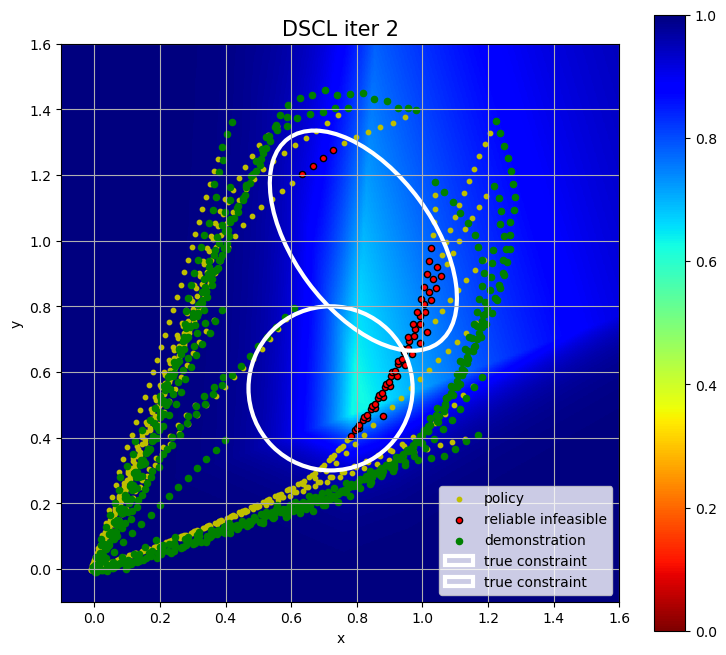 DSCL iter 2
y
1.6
1.4
1.2
1.0
0.8
0.6
0.4
0.2
0.0
0.0 0.2 0.4 0.6 0.8 1.0 1.2 1.4 1.6
x
policy
reliable infeasible
demonstration
true constraint
true constraint
1.0
0.8
0.6
0.4
0.2
0.0